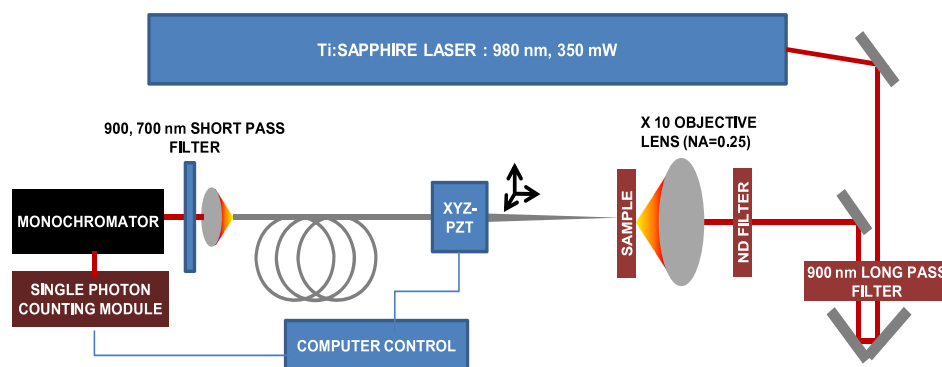 Ti:SAPPHIRE LASER : 980 nm, 350 mW
900, 700 nm SHORT PASS
FILTER
X 10 OBJECTIVE
LENS (NA=0.25)
MONOCHROMATOR
XYZ-
PZT
SAMPLE
ND FILTER
SINGLE PHOTON
COUNTING MODULE
900 nm LONG PASS
FILTER
COMPUTER CONTROL